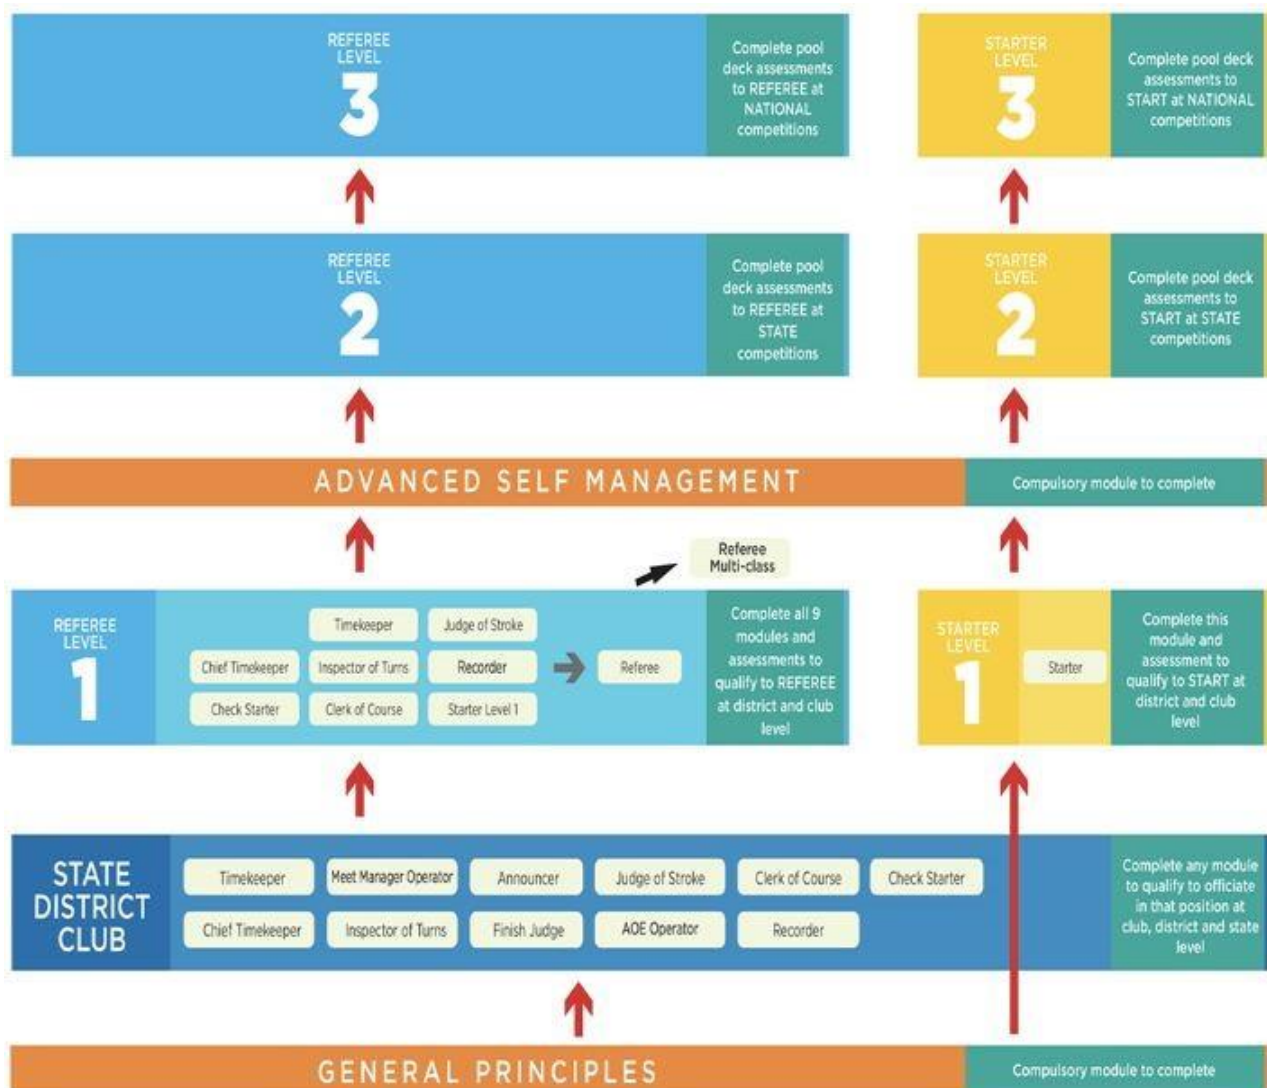 REFEREE
LEVEL
3
Complete pool
deck assessments
to REFEREE at
NATIONAL
competitions
STARTER
LEVEL
3
Complete pool deck
assessments to
START at NATIONAL
competitions
REFEREE
LEVEL
2
Complete pool
deck assessments
to REFEREE at
STATE
competitions
STARTER
LEVEL
2
Complete pool deck
assessments to
START at STATE
competitions
ADVANCED SELF MANAGEMENT
Compulsory module to complete
Referee
Multi-class
REFEREE
LEVEL
1
Timekeeper
Judge of Stroke
Chief Timekeeper
Inspector of Turns
Recorder
Referee
Check Starter
Clerk of Course
Starter Level 1
Complete all 9
modules and
assessments to
qualify to REFEREE
at district and club
level
STARTER
LEVEL
1
Starter
Complete this
module and
assessment to
qualify to START at
district and club
level
STATE
DISTRICT
CLUB
Timekeeper
Meet Manager Operator
Announcer
Judge of Stroke
Clerk of Course
Check Starter
Chief Timekeeper
Inspector of Turns
Finish Judge
AOE Operator
Recorder
Complete any module
to qualify to officiate
in that position at
club, district and state
level
GENERAL PRINCIPLES
Compulsory module to complete